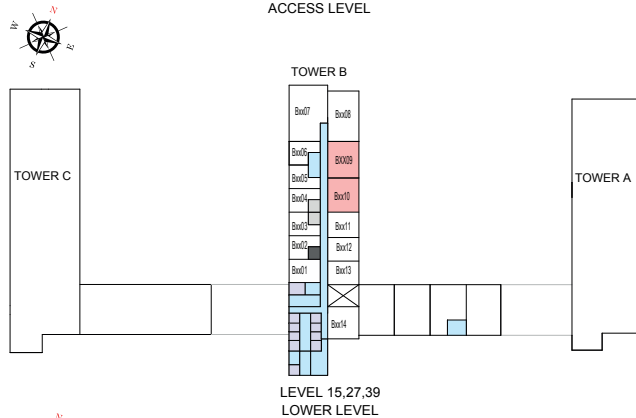 ACCESS LEVEL
N
W
E
S
TOWER B
Bxx07
Bxx08
Bxx06
BXX09
TOWER C
Bxx05
TOWER A
Bxx04
Bxx10
Bxx03
Bxx11
Bxx02
Bxx12
Bxx01
Bxx13
Bxx14
LEVEL 15,27,39
LOWER LEVEL
N